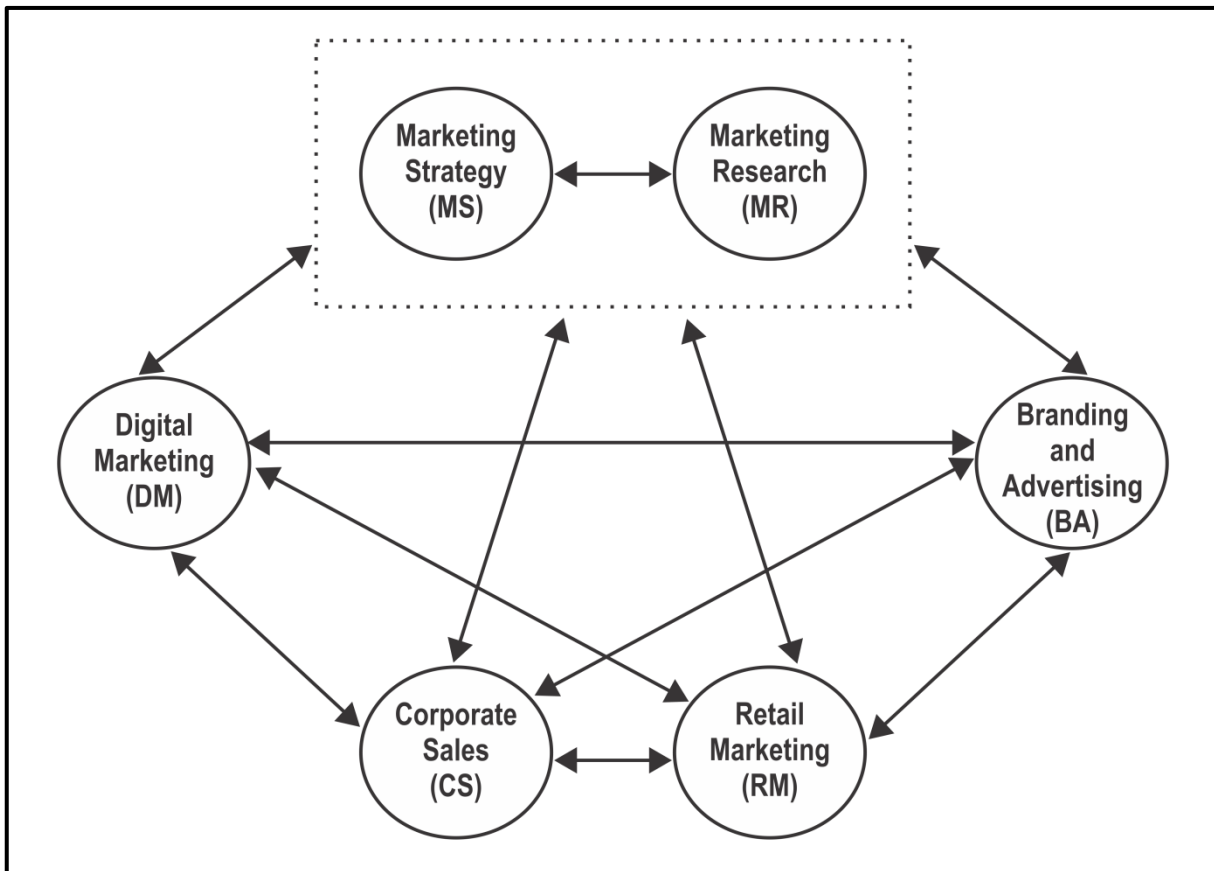 Marketing
Strategy
(MS)
Marketing
Research
(MR)
Digital
Marketing
(DM)
Branding
and
Advertising
(BA)
Corporate
Sales
(CS)
Retail
Marketing
(RM)